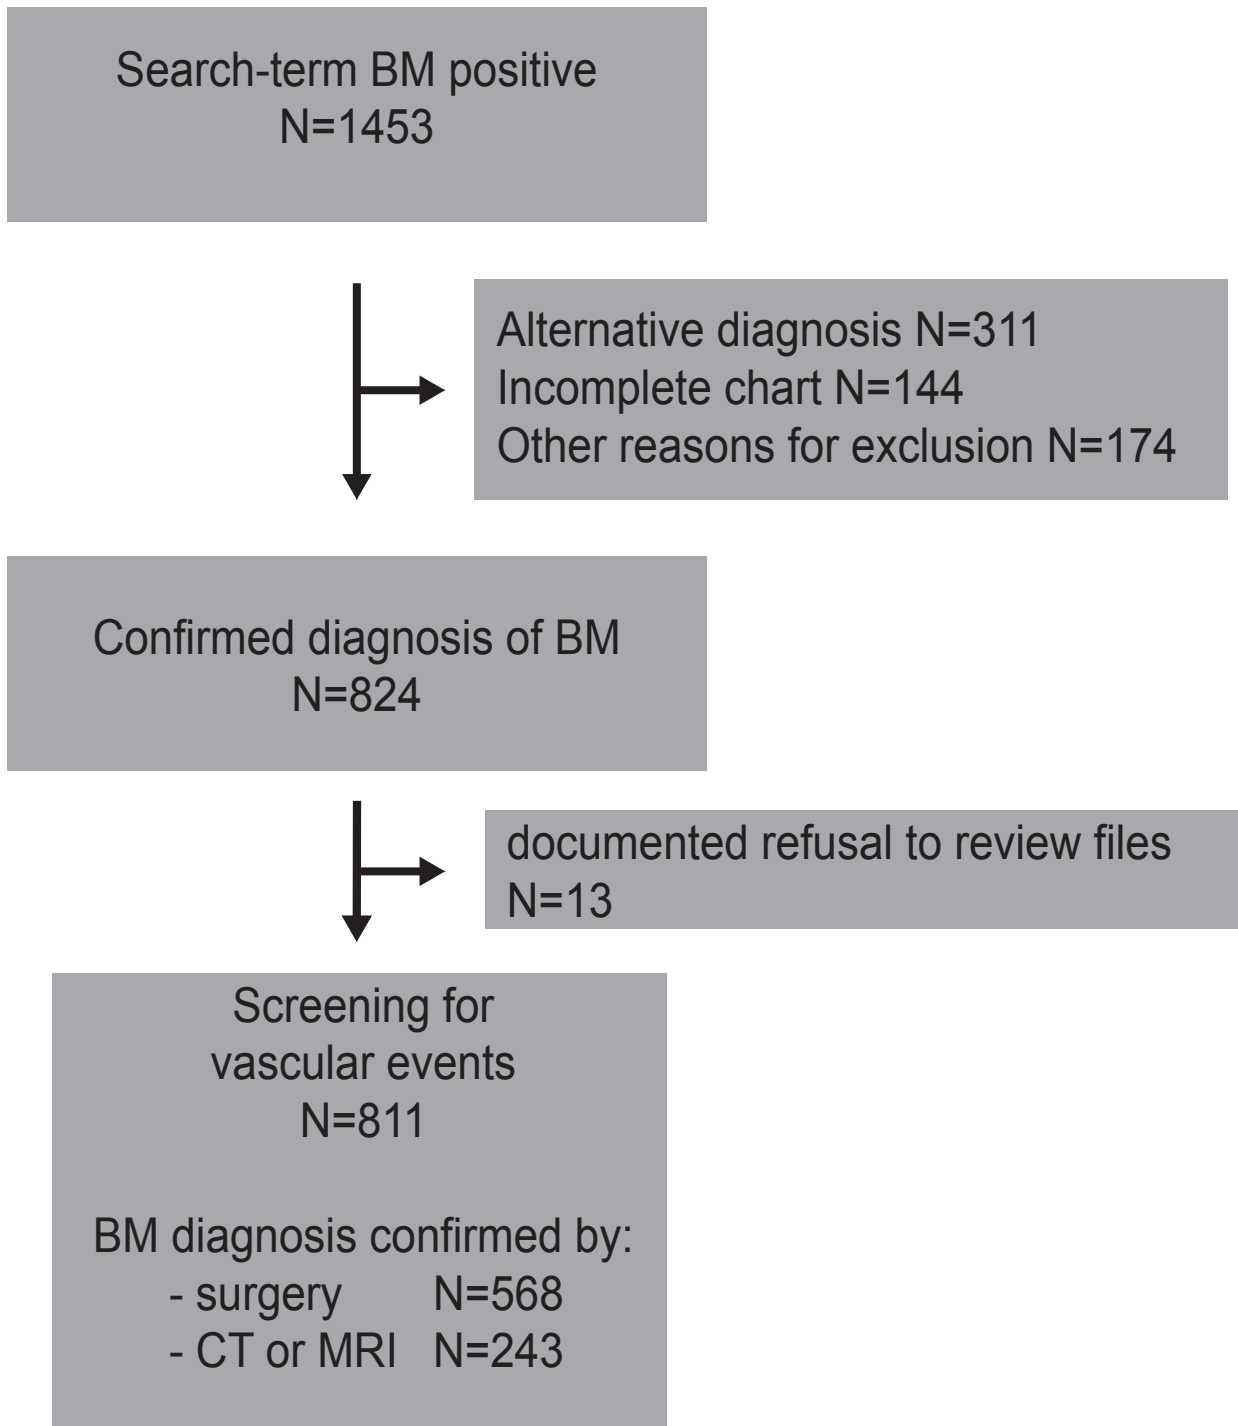 Search-term BM positive
N=1453
Alternative diagnosis N=311
Incomplete chart N=144
Other reasons for exclusion N=174
Confirmed diagnosis of BM
N=824
documented refusal to review files
N=13
Screening for
vascular events
N=811
BM diagnosis confirmed by:
- surgery N=568
- CT or MRI N=243